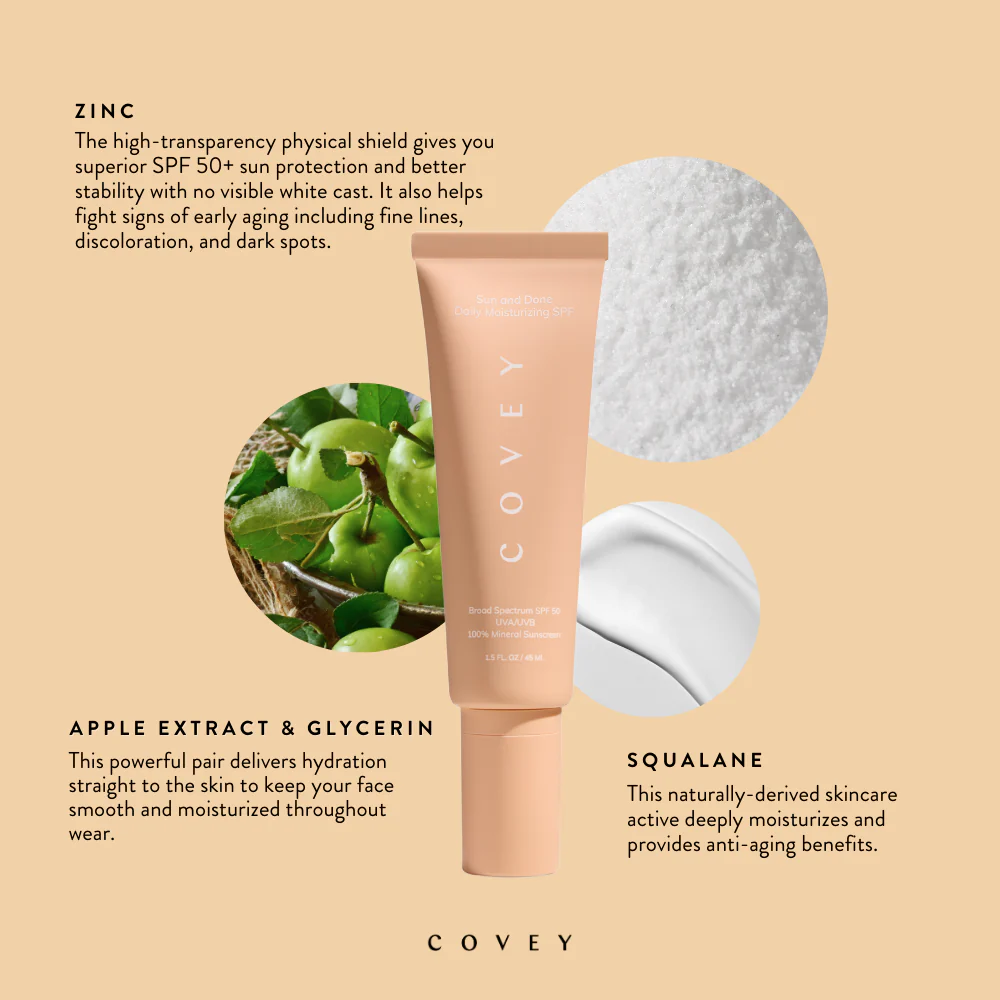 ZINC
The high-transparency physical shield gives you
superior SPF 50+ sun protection and better
stability with no visible white cast. It also helps
fight signs of early aging including fine lines,
discoloration, and dark spots.
Sun and Done
Daily Moisturizing SPF
COVEY
Broad Spectrum SPF 50
UVA/UVB
100% Mineral Sunscreen
1.5 FL. OZ / 45 ml
APPLE EXTRACT & GLYCERIN
This powerful pair delivers hydration
straight to the skin to keep your face
smooth and moisturized throughout
wear.
SQUALANE
This naturally-derived skincare
active deeply moisturizes and
provides anti-aging benefits.
COVEY